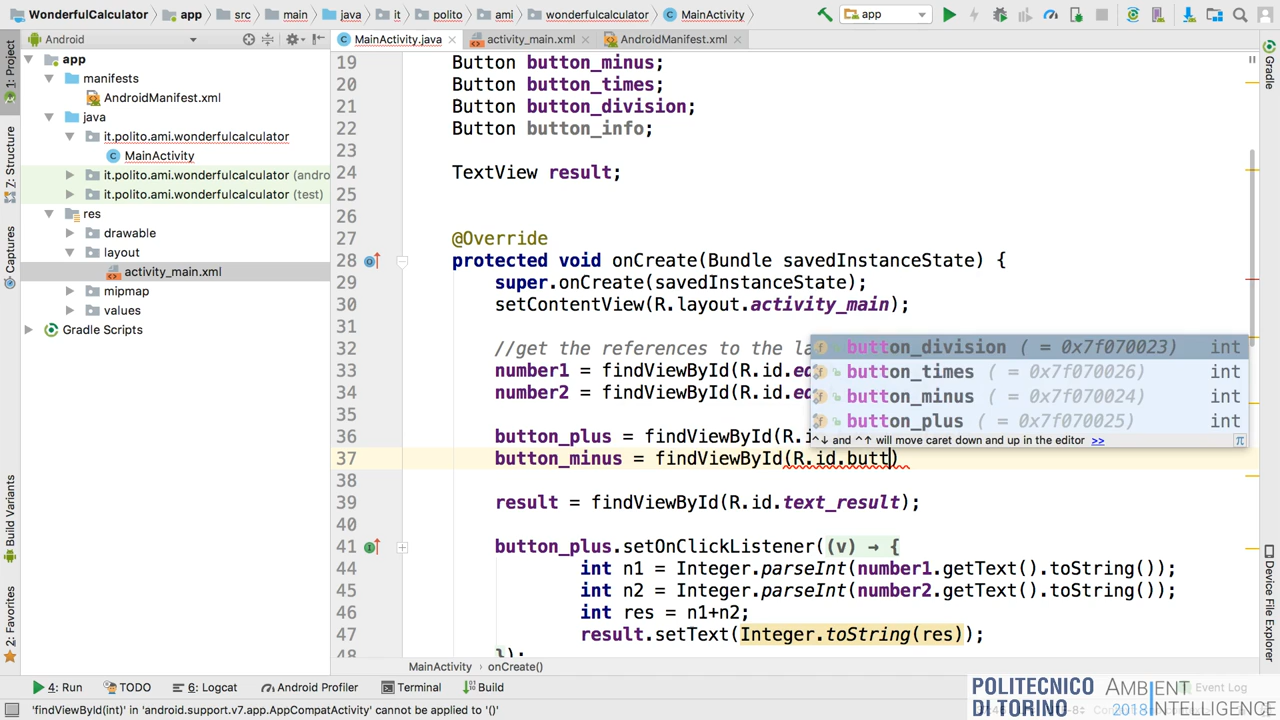 WonderfulCalculator app src main java it polito ami wonderfulcalculator MainActivity app
1: Project
Z: Structure
Captures
Build Variants
2: Favorites
Android
app
manifests
AndroidManifest.xml
java
it.polito.ami.wonderfulcalculator
MainActivity
it.polito.ami.wonderfulcalculator (andro
it.polito.ami.wonderfulcalculator (test)
res
drawable
layout
activity_main.xml
mipmap
values
Gradle Scripts
MainActivity.java activity_main.xml AndroidManifest.xml
19 Button button_minus;
20 Button button_times;
21 Button button_division;
22 Button button_info;
23
24 TextView result;
25
26
27 @Override
28 protected void onCreate(Bundle savedInstanceState) {
29 super.onCreate(savedInstanceState);
30 setContentView(R.layout.activity_main);
31
32 //get the references to the la
33 number1 = findViewById(R.id.ed
34 number2 = findViewById(R.id.ed
35
36 button_plus = findViewById(R.i
37 button_minus = findViewById(R.id.butt)
38
39 result = findViewById(R.id.text_result);
40
41 button_plus.setOnClickListener((v) → {
44 int n1 = Integer.parseInt(number1.getText().toString());
45 int n2 = Integer.parseInt(number2.getText().toString());
46 int res = n1+n2;
47 result.setText(Integer.toString(res));
48 });
button_division ( = 0x7f070023) int
button_times ( = 0x7f070026) int
button_minus ( = 0x7f070024) int
button_plus ( = 0x7f070025) int
^↓ and ^↑ will move caret down and up in the editor >> π
MainActivity › onCreate()
Gradle
Device File Explorer
4: Run TODO 6: Logcat Android Profiler Terminal Build Event Log
'findViewById(int)' in 'android.support.v7.app.AppCompatActivity' cannot be applied to '()'
POLITECNICO
DI TORINO
AMBIENT
2018 INTELLIGENCE